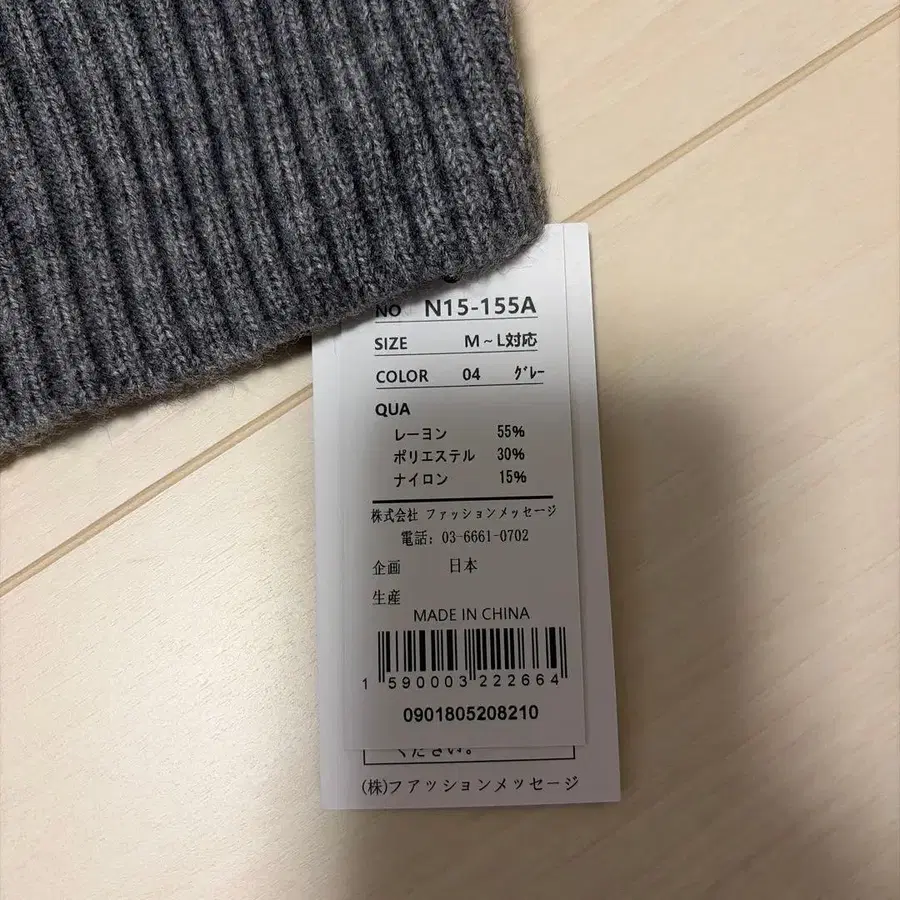 NO N15-155A
SIZE M~L対応
COLOR 04 ｸﾞﾚｰ
QUA
レーヨン 55%
ポリエステル 30%
ナイロン 15%
株式会社 ファッションメッセージ
電話: 03-6661-0702
企画 日本
生産
MADE IN CHINA
1 590003 222664
0901805208210
ください。
(株)ファッションメッセージ